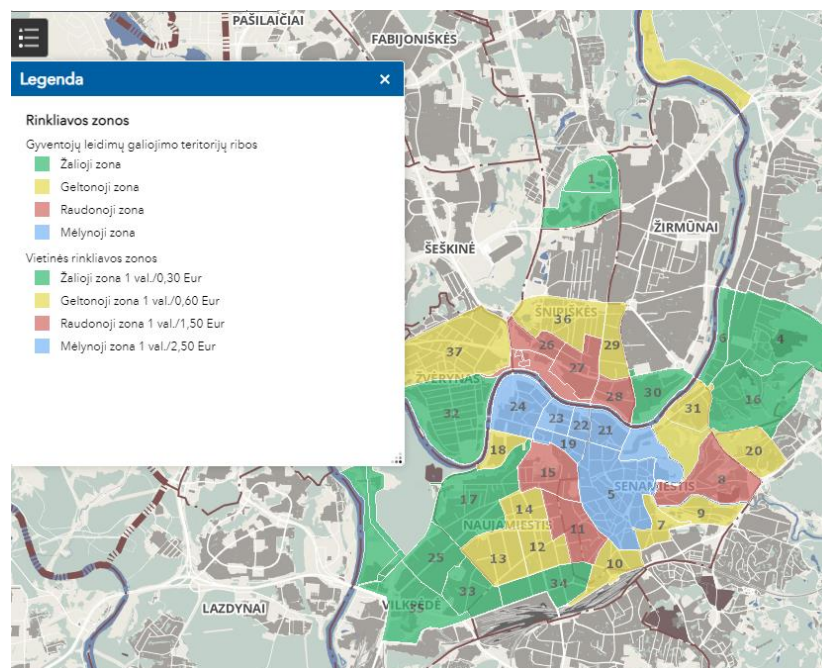 PAŠILAIČIAI
FABIJONIŠKĖS
Legenda
Rinkliavos zonos
Gyventojų leidimų galiojimo teritorijų ribos
Žalioji zona
Geltonoji zona
Raudonoji zona
Mėlynoji zona
Vietinės rinkliavos zonos
Žalioji zona 1 val./0,30 Eur
Geltonoji zona 1 val./0,60 Eur
Raudonoji zona 1 val./1,50 Eur
Mėlynoji zona 1 val./2,50 Eur
1
ŽIRMŪNAI
ŠEŠKINĖ
ŠNIPIŠKĖS
36
6
4
26
29
37
27
ŽVĖRYNAS
28
30
16
32
24
31
23
22
21
19
18
20
15
8
17
5
SENAMIESTIS
14
9
NAUJAMIESTIS
11
7
12
13
25
10
34
33
LAZDYNAI
VILKPĖDĖ
35